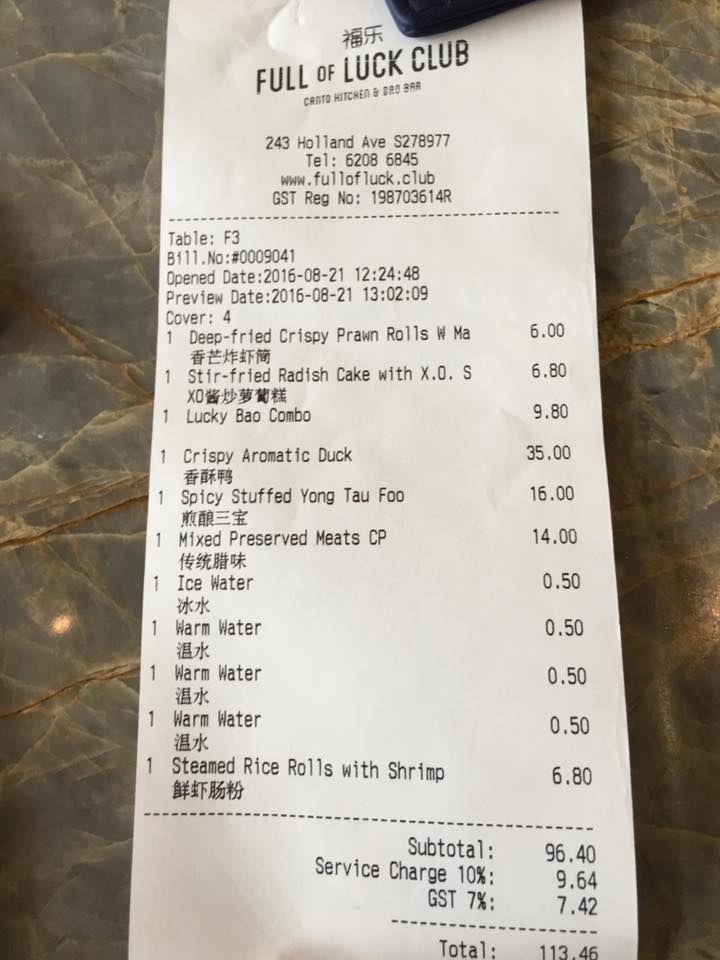 福乐
FULL OF LUCK CLUB
CANTO KITCHEN & BAO BAR
243 Holland Ave S278977
Tel: 6208 6845
www.fullofluck.club
GST Reg No: 198703614R
Table: F3
Bill.No:#0009041
Opened Date:2016-08-21 12:24:48
Preview Date:2016-08-21 13:02:09
Cover: 4
1 Deep-fried Crispy Prawn Rolls W Ma 6.00
香芒炸虾筒
1 Stir-fried Radish Cake with X.O. S 6.80
XO酱炒萝蔔糕
1 Lucky Bao Combo 9.80
1 Crispy Aromatic Duck 35.00
香酥鸭
1 Spicy Stuffed Yong Tau Foo 16.00
煎酿三宝
1 Mixed Preserved Meats CP 14.00
传统腊味
1 Ice Water 0.50
冰水
1 Warm Water 0.50
温水
1 Warm Water 0.50
温水
1 Warm Water 0.50
温水
1 Steamed Rice Rolls with Shrimp 6.80
鲜虾肠粉
Subtotal: 96.40
Service Charge 10%: 9.64
GST 7%: 7.42
Total: 113.46